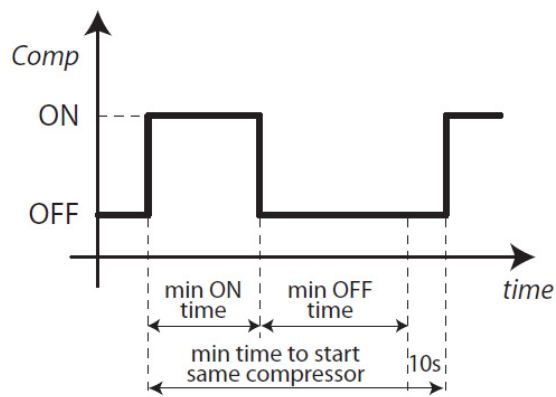 Comp
ON
OFF
time
min ON
time
min OFF
time
min time to start
same compressor
10s